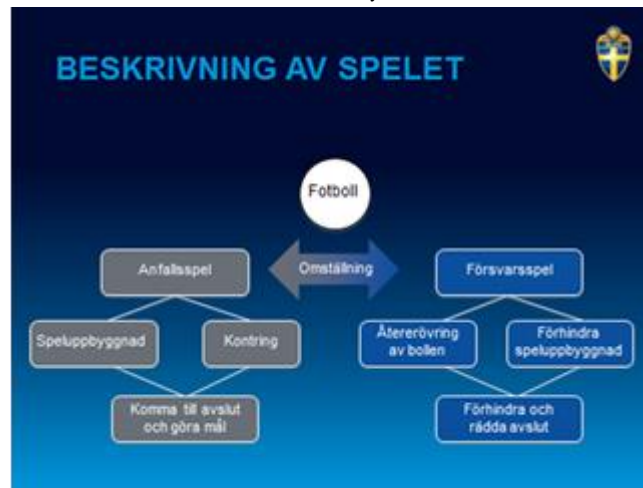 BESKRIVNING AV SPELET
Fotboll
Anfallsspel
Omställning
Försvarsspel
Speluppbyggnad
Kontring
Återerövring
av bollen
Förhindra
speluppbyggnad
Komma till avslut
och göra mål
Förhindra och
rädda avslut